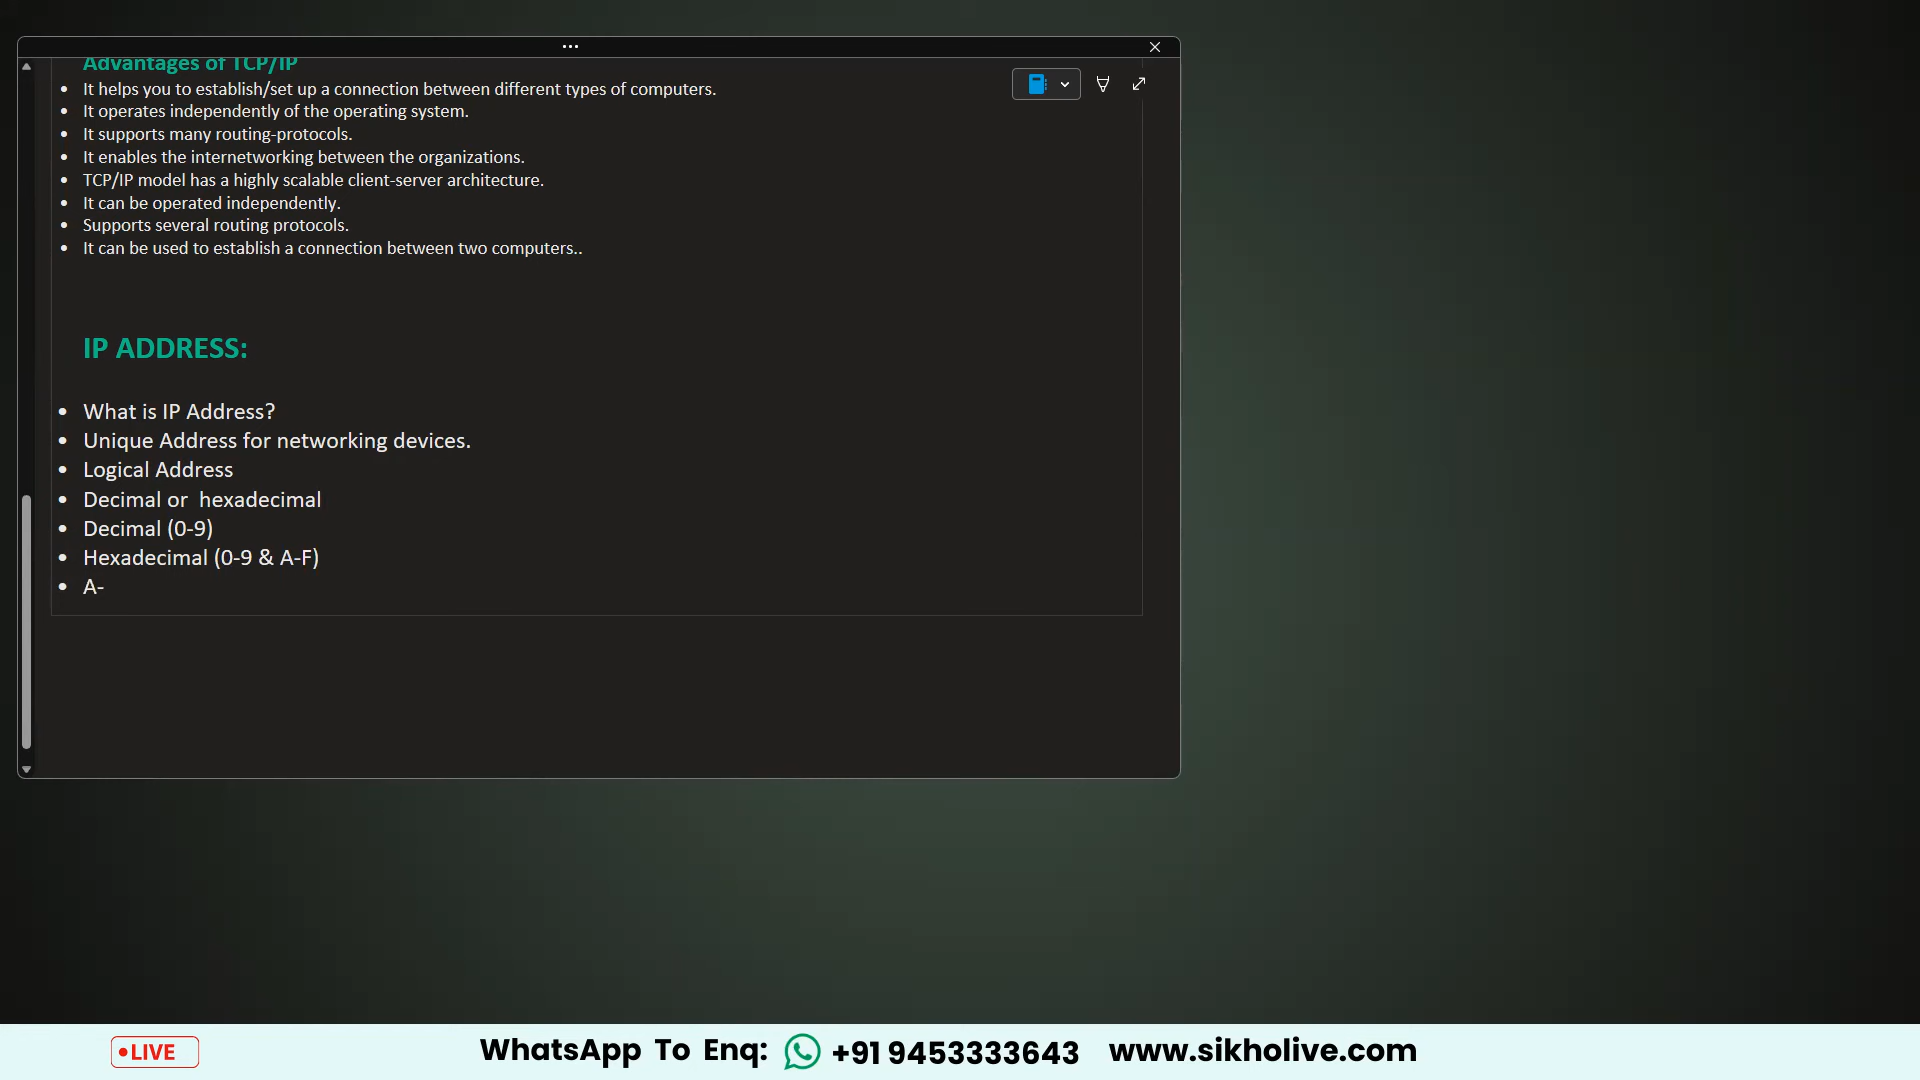 Advantages of TCP/IP
• It helps you to establish/set up a connection between different types of computers.
• It operates independently of the operating system.
• It supports many routing-protocols.
• It enables the internetworking between the organizations.
• TCP/IP model has a highly scalable client-server architecture.
• It can be operated independently.
• Supports several routing protocols.
• It can be used to establish a connection between two computers..
IP ADDRESS:
• What is IP Address?
• Unique Address for networking devices.
• Logical Address
• Decimal or  hexadecimal
• Decimal (0-9)
• Hexadecimal (0-9 & A-F)
• A-
•LIVE WhatsApp To Enq: +91 9453333643 www.sikholive.com